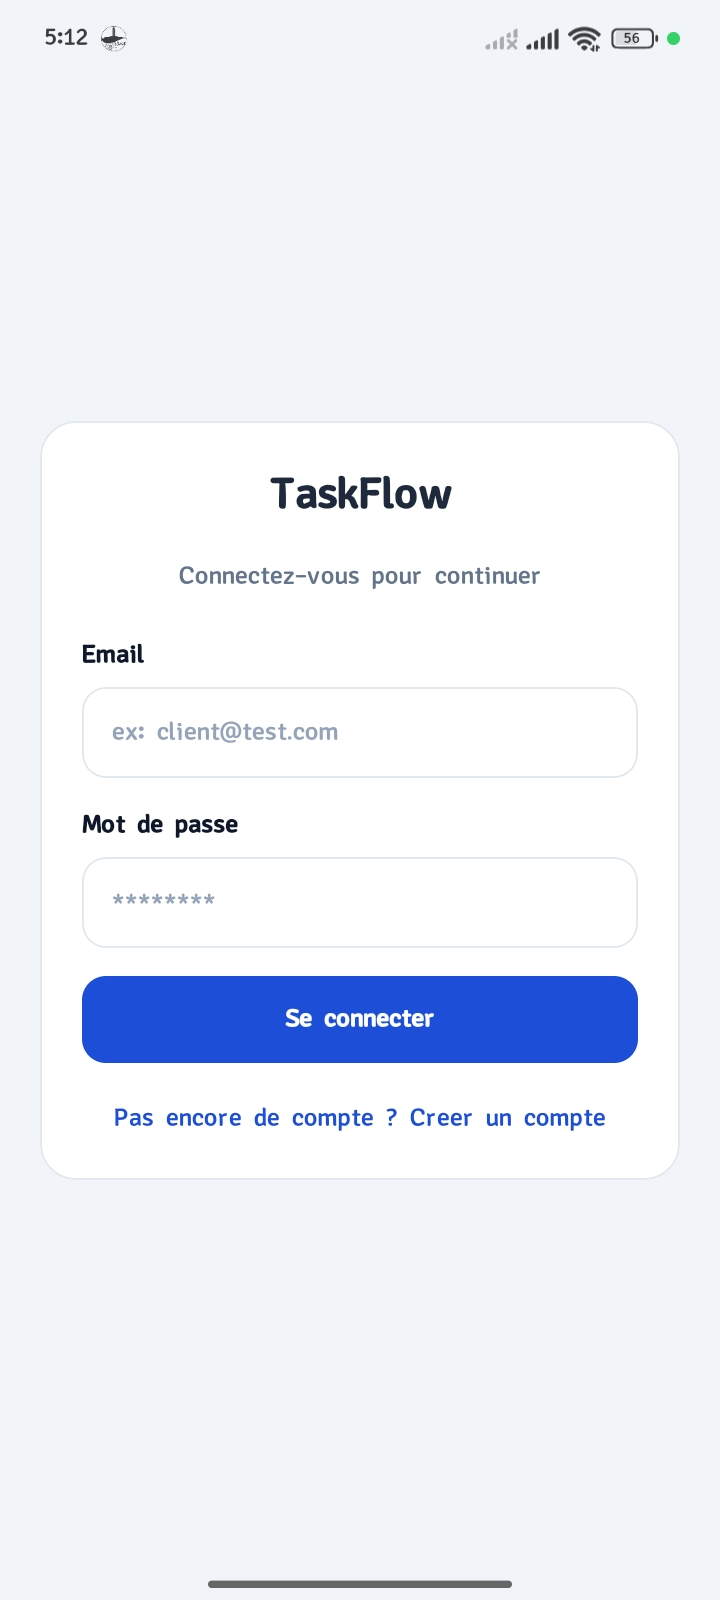 5:12
56
TaskFlow
Connectez-vous pour continuer
Email
ex: client@test.com
Mot de passe
********
Se connecter
Pas encore de compte ? Creer un compte